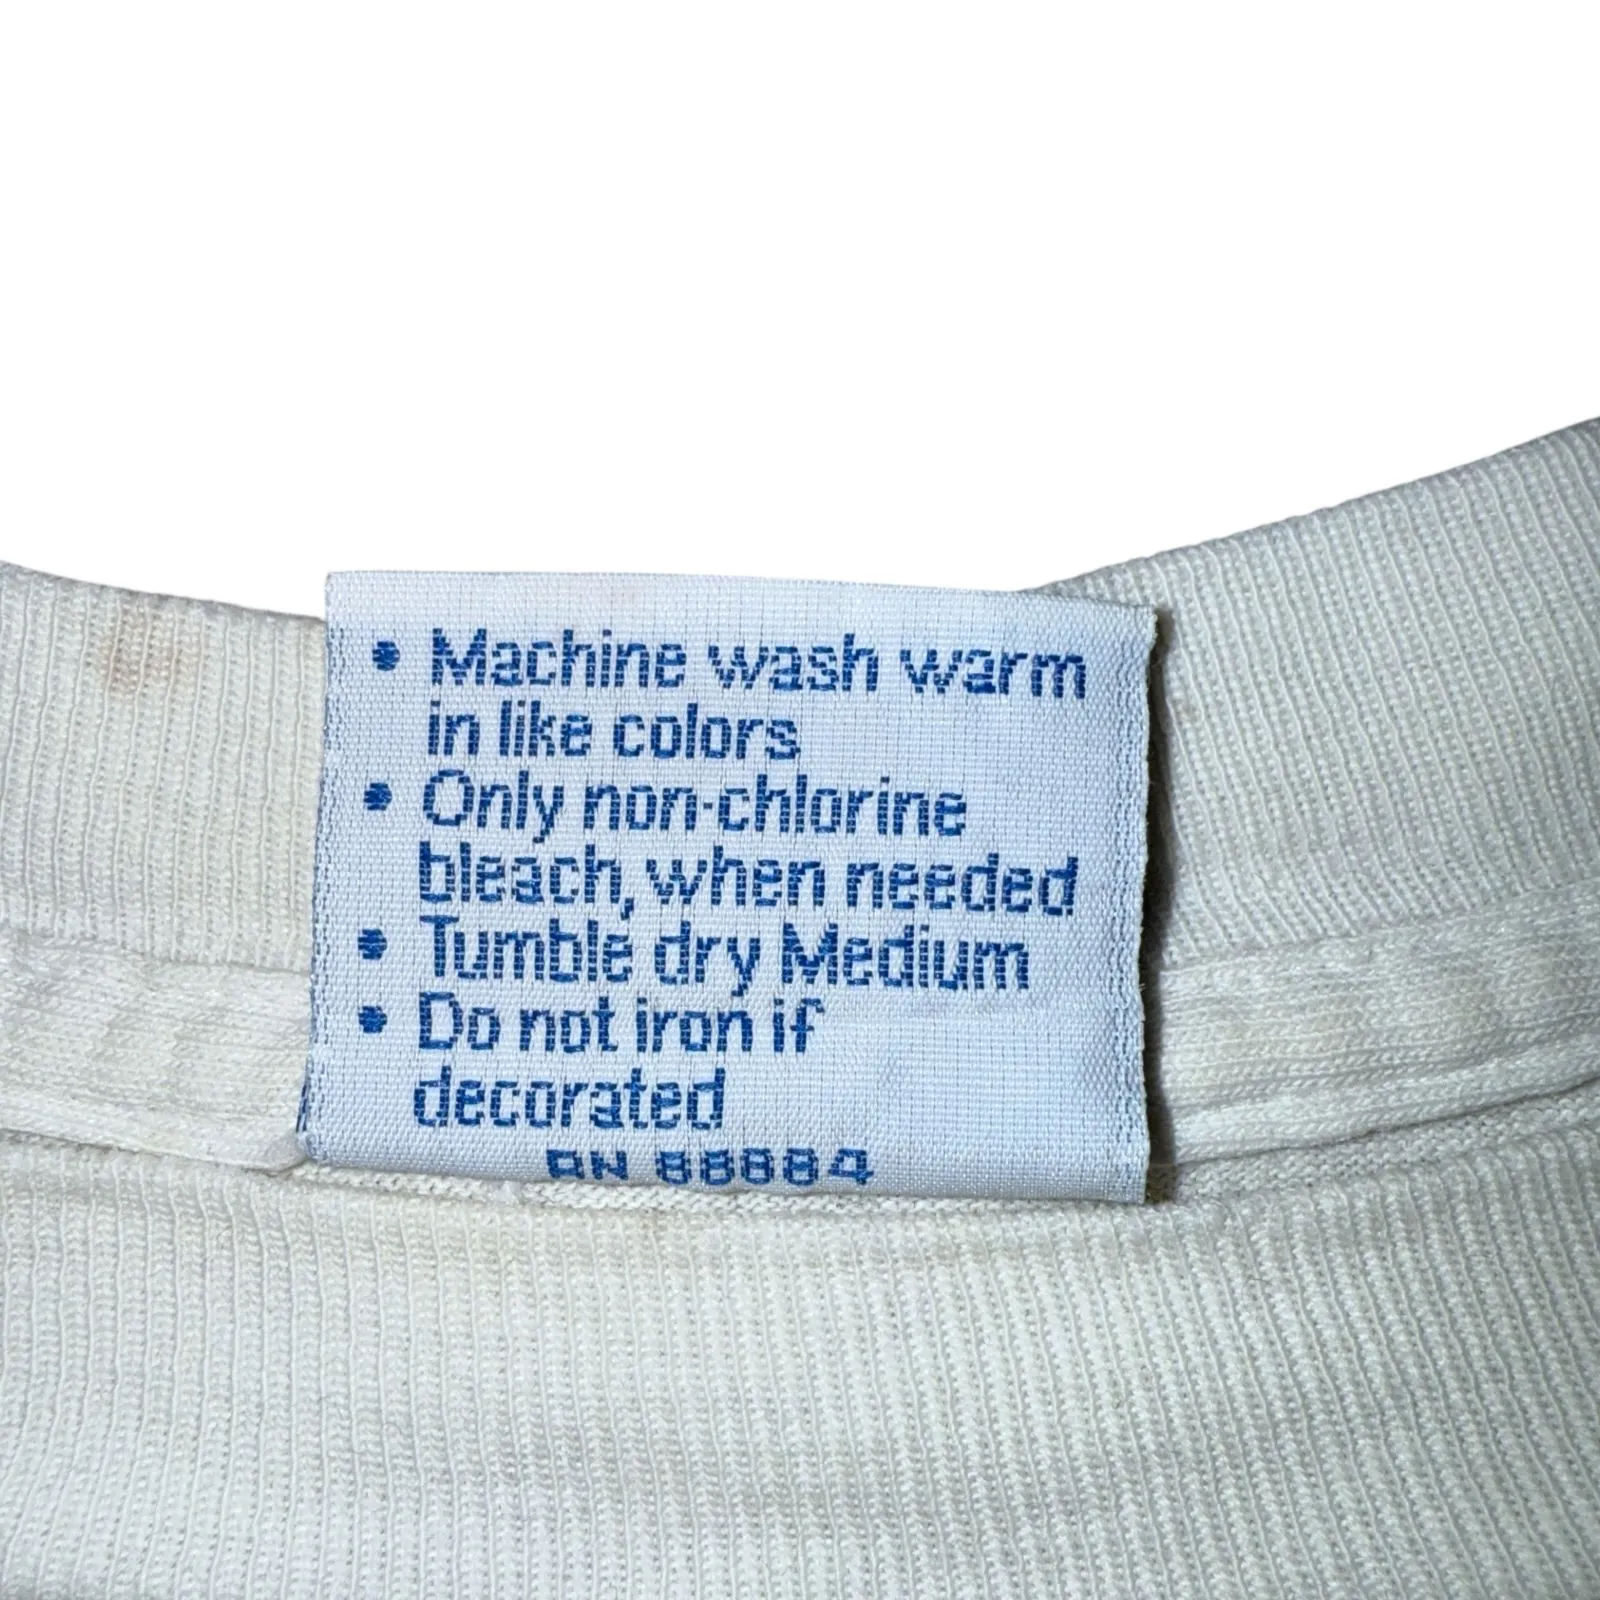 • Machine wash warm
in like colors
• Only non-chlorine
bleach, when needed
• Tumble dry Medium
• Do not iron if
decorated
RN 88884